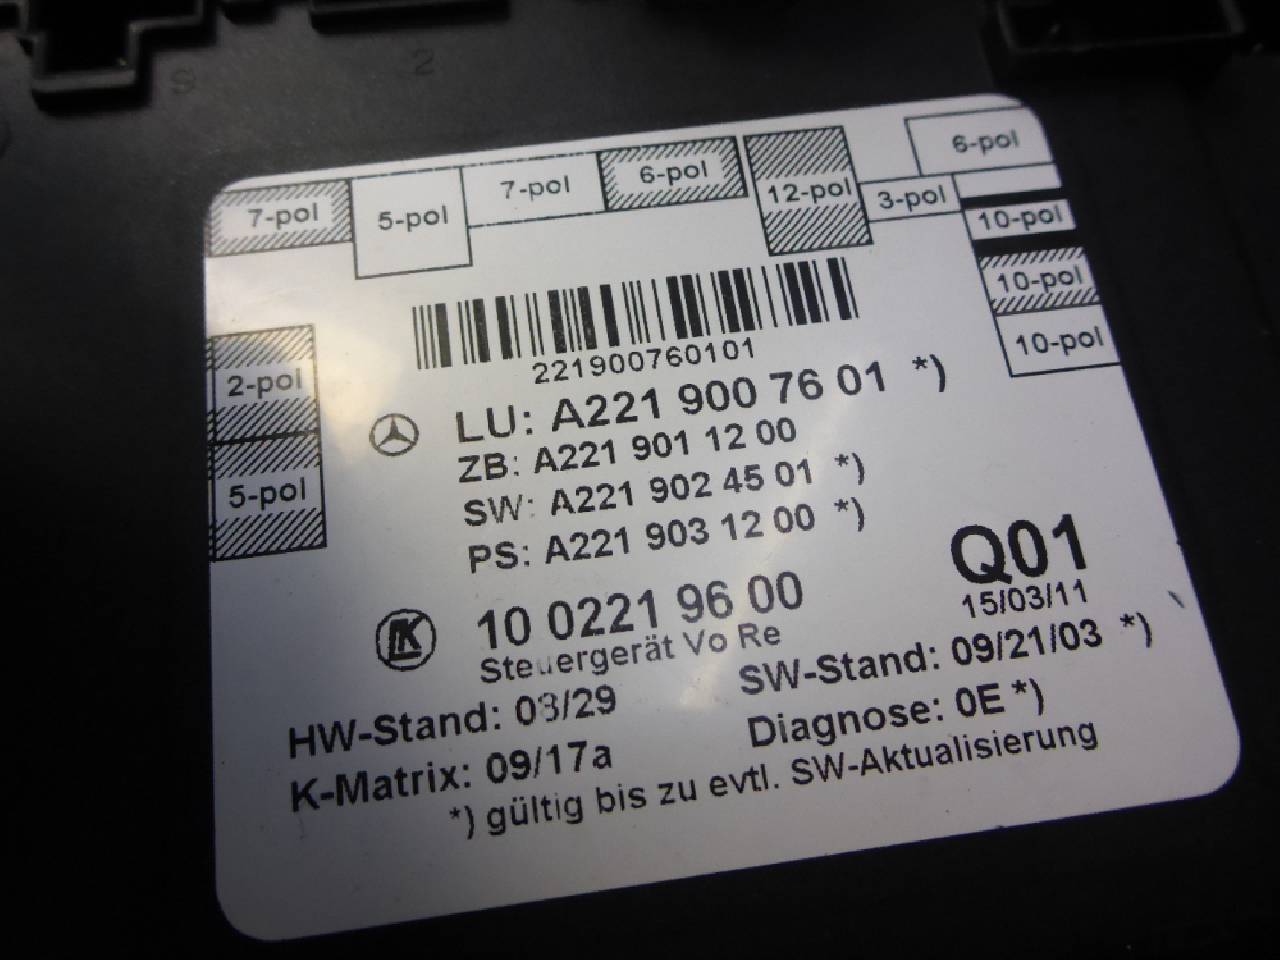 2
7-pol
5-pol
7-pol
6-pol
12-pol
3-pol
6-pol
10-pol
10-pol
10-pol
2-pol
5-pol
221900760101
LU: A221 900 76 01 *)
ZB: A221 901 12 00
SW: A221 902 45 01 *)
PS: A221 903 12 00 *)
Q01
15/03/11
LK
10 0221 96 00
Steuergerät Vo Re
HW-Stand: 03/29
SW-Stand: 09/21/03 *)
K-Matrix: 09/17a
Diagnose: 0E *)
*) gültig bis zu evtl. SW-Aktualisierung